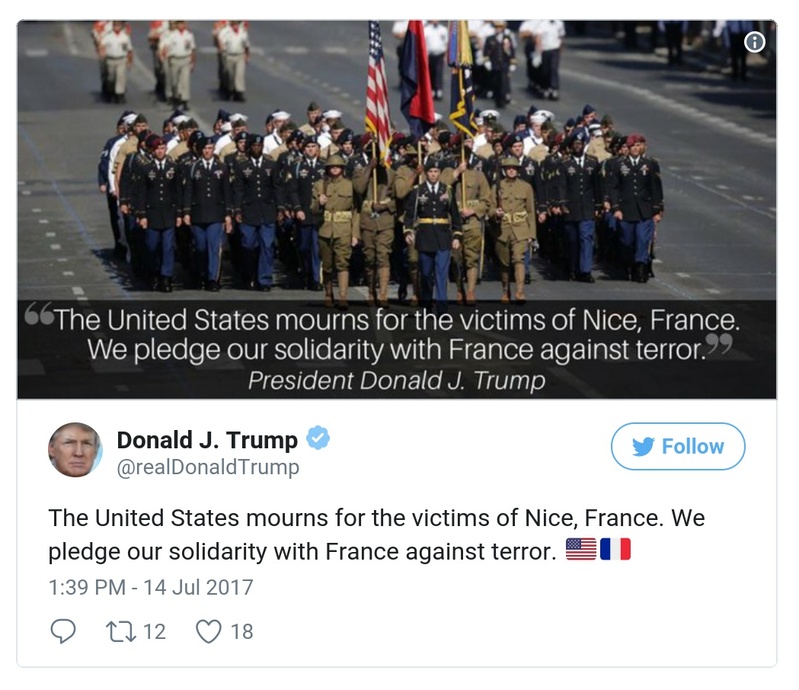 “The United States mourns for the victims of Nice, France.
We pledge our solidarity with France against terror.”
President Donald J. Trump
Donald J. Trump
@realDonaldTrump
Follow
The United States mourns for the victims of Nice, France. We
pledge our solidarity with France against terror. 🇺🇸🇫🇷
1:39 PM - 14 Jul 2017
12 18